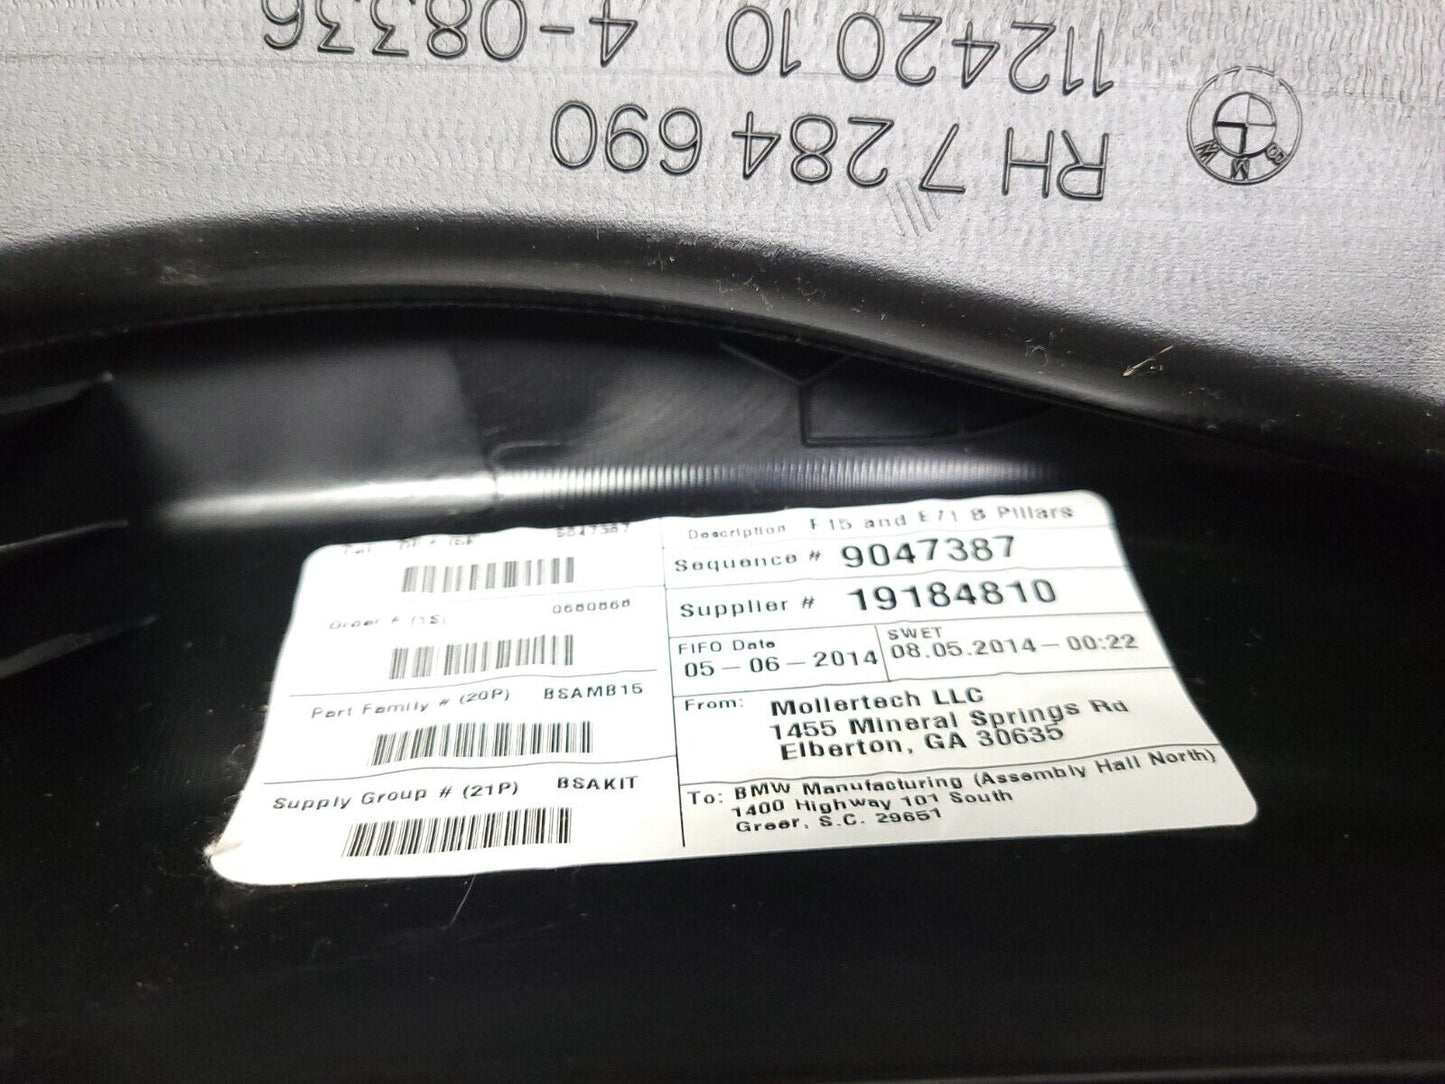 11242010 4-08336
RH 7 284 690
BMW
9047387
Order # (1S) 0680868
Part Family # (20P) BSAMB15
Supply Group # (21P) BSAKIT
Description F15 and E71 B Pillars
Sequence # 9047387
Supplier # 19184810
FIFO Date
05-06-2014
SWET
08.05.2014-00:22
From: Mollertech LLC
1455 Mineral Springs Rd
Elberton, GA 30635
To: BMW Manufacturing (Assembly Hall North)
1400 Highway 101 South
Greer, S.C. 29651